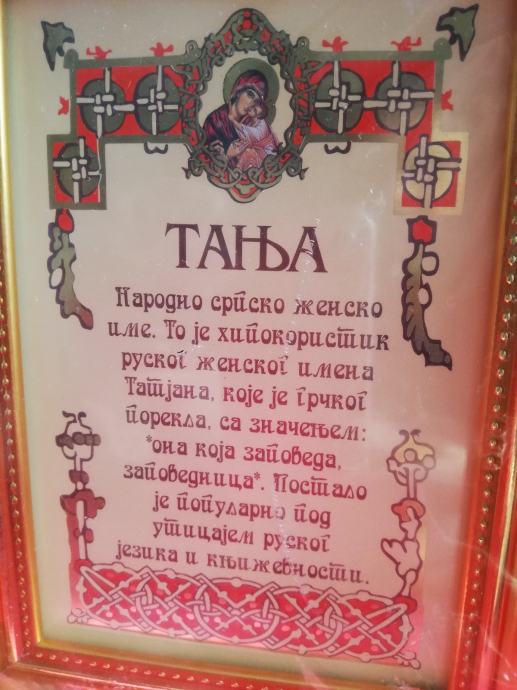 ТАЊА
Народно српско женско
име. То је хипокористик
руског женског имена
Татјана, које је грчког
порекла, са значењем:
"она која заповеда,
заповедница". Постало
је популарно под
утицајем руског
језика и књижевности.